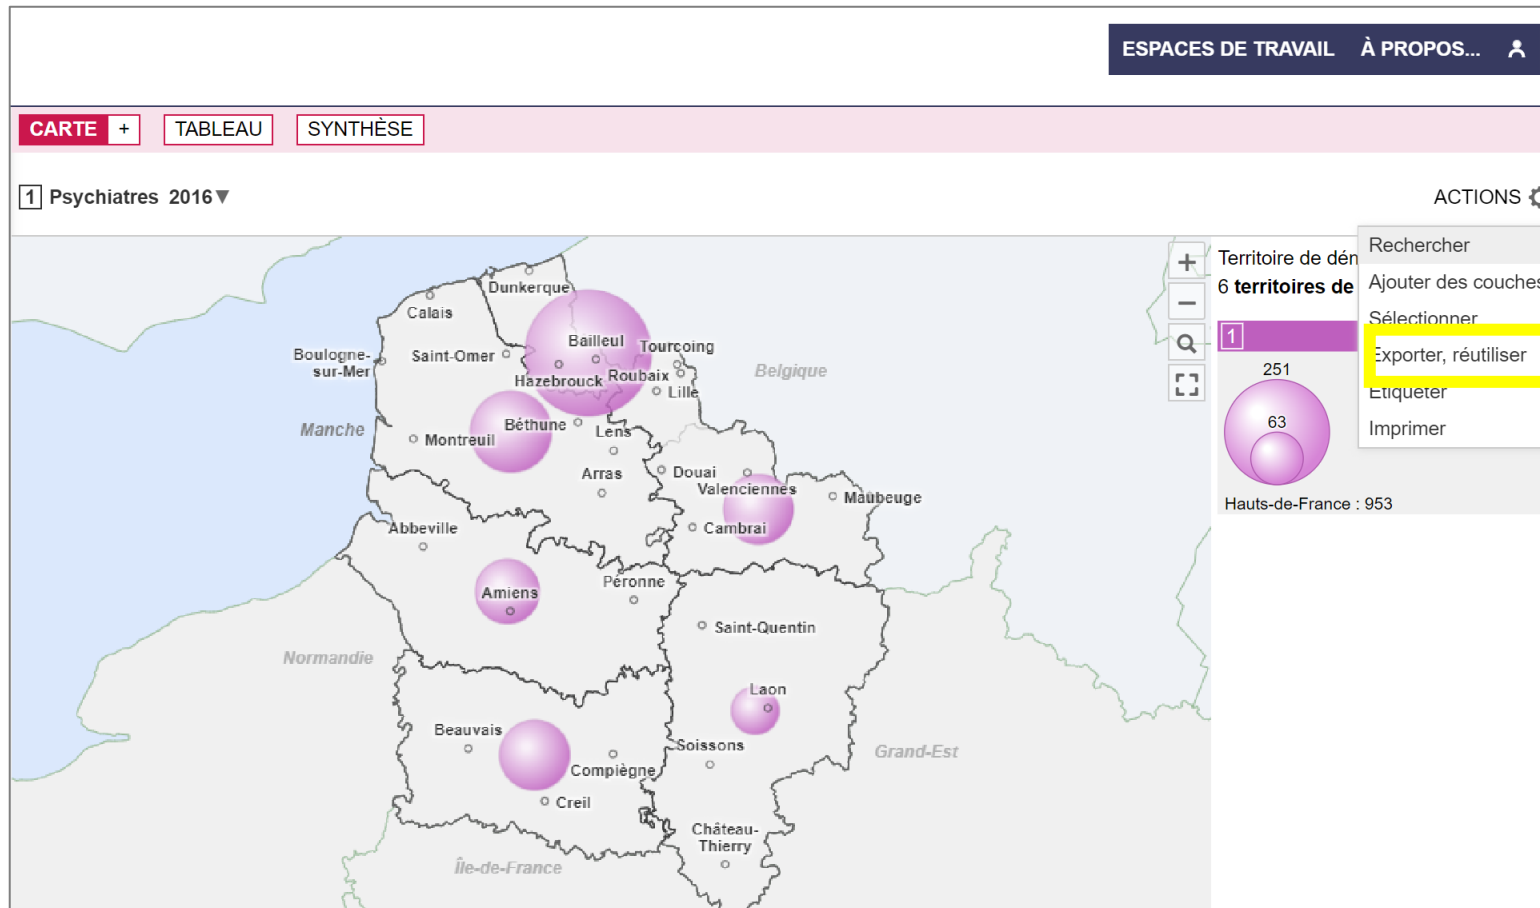 ESPACES DE TRAVAIL À PROPOS...
CARTE + TABLEAU SYNTHÈSE
1 Psychiatres 2016▼
ACTIONS
Rechercher
Ajouter des couches
Sélectionner
Exporter, réutiliser
Étiqueter
Imprimer
Territoire de dém
6 territoires de
1
251
63
Hauts-de-France : 953
+
−
Dunkerque
Calais
Bailleul
Tourcoing
Boulogne-
sur-Mer
Saint-Omer
Hazebrouck
Roubaix
Lille
Belgique
Manche
Montreuil
Béthune
Lens
Arras
Douai
Valenciennes
Maubeuge
Cambrai
Abbeville
Amiens
Péronne
Saint-Quentin
Normandie
Laon
Beauvais
Soissons
Grand-Est
Compiègne
Creil
Château-
Thierry
Île-de-France